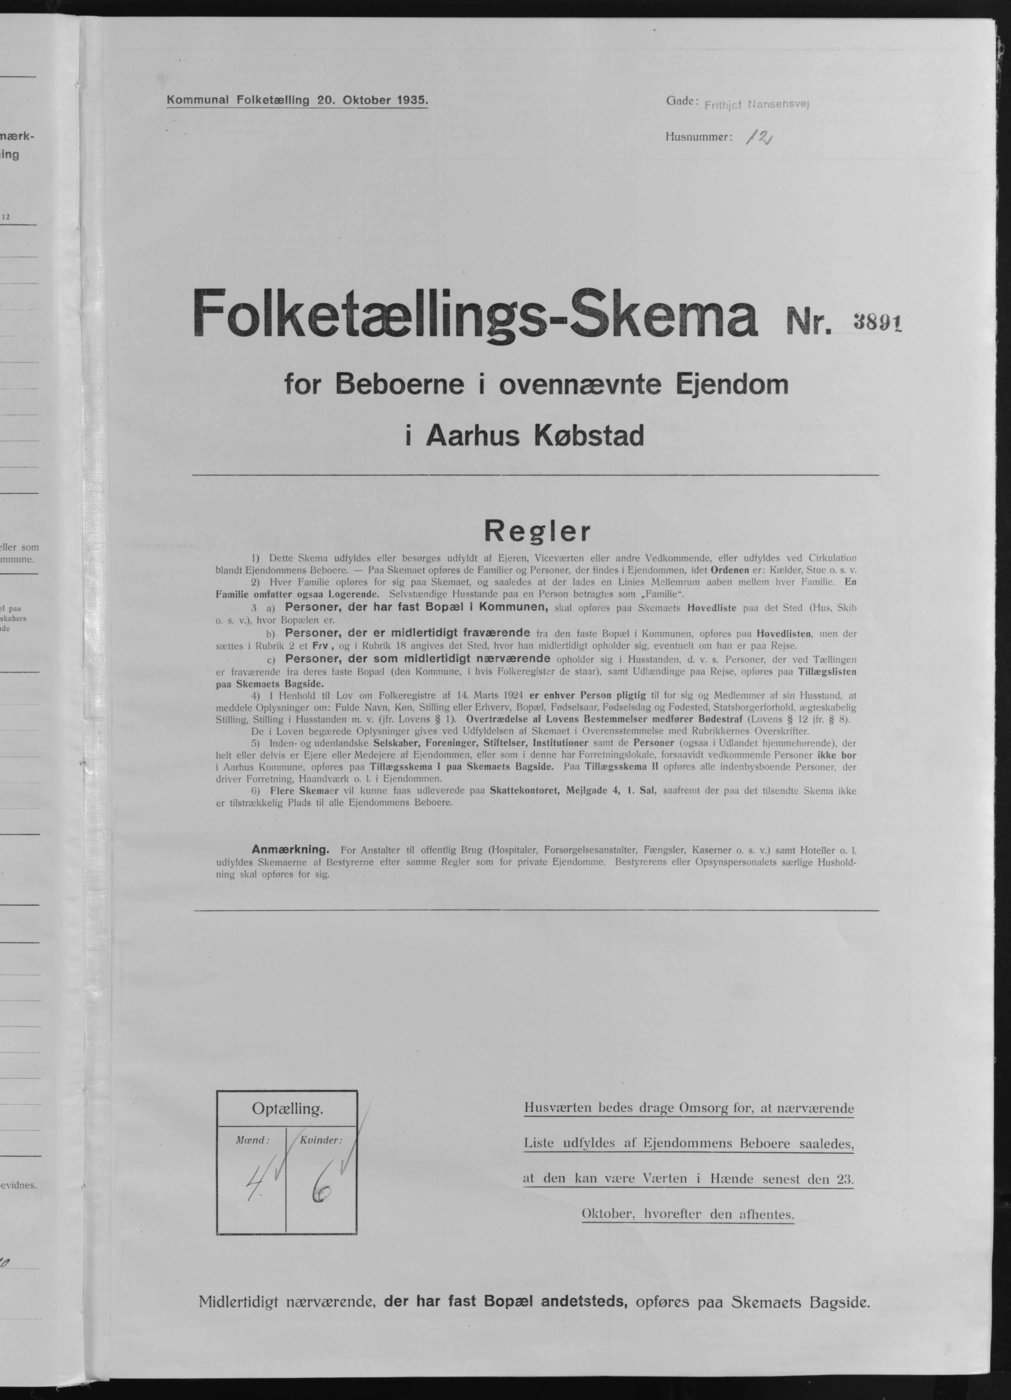 Kommunal Folketælling 20. Oktober 1935.
Gade: Frithjof Nansensvej
Husnummer: 12
Folketællings-Skema Nr. 3891
for Beboerne i ovennævnte Ejendom
i Aarhus Købstad
Regler
1) Dette Skema udfyldes eller besørges udfyldt af Ejeren, Viceværten eller andre Vedkommende, eller udfyldes ved Cirkulation
blandt Ejendommens Beboere. — Paa Skemaet opføres de Familier og Personer, der findes i Ejendommen, idet Ordenen er: Kælder, Stue o. s. v.
2) Hver Familie opføres for sig paa Skemaet, og saaledes at der lades en Linies Mellemrum aaben mellem hver Familie. En
Familie omfatter ogsaa Logerende. Selvstændige Husstande paa en Person betragtes som „Familie“.
3 a) Personer, der har fast Bopæl i Kommunen, skal opføres paa Skemaets Hovedliste paa det Sted (Hus, Skib
o. s. v.), hvor Bopælen er.
b) Personer, der er midlertidigt fraværende fra den faste Bopæl i Kommunen, opføres paa Hovedlisten, men der
sættes i Rubrik 2 et Frv., og i Rubrik 18 angives det Sted, hvor han midlertidigt opholder sig, eventuelt om han er paa Rejse.
c) Personer, der som midlertidigt nærværende opholder sig i Husstanden, d. v. s. Personer, der ved Tællingen
er fraværende fra deres faste Bopæl (den Kommune, i hvis Folkeregister de staar), samt Udlændinge paa Rejse, opføres paa Tillægslisten
paa Skemaets Bagside.
4) I Henhold til Lov om Folkeregistre af 14. Marts 1924 er enhver Person pligtig til for sig og Medlemmer af sin Husstand, at
meddele Oplysninger om: Fulde Navn, Køn, Stilling eller Erhverv, Bopæl, Fødselsaar, Fødselsdag og Fødested, Statsborgerforhold, ægteskabelig
Stilling, Stilling i Husstanden m. v. (jfr. Lovens § 1). Overtrædelse af Lovens Bestemmelser medfører Bødestraf (Lovens § 12 jfr. § 8).
De i Loven begærede Oplysninger gives ved Udfyldelsen af Skemaet i Overensstemmelse med Rubrikkernes Overskrifter.
5) Inden- og udenlandske Selskaber, Foreninger, Stiftelser, Institutioner samt de Personer (ogsaa i Udlandet hjemmehørende), der
helt eller delvis er Ejere eller Medejere af Ejendommen, eller som i denne har Forretningslokale, forsaavidt vedkommende Personer ikke bor
i Aarhus Kommune, opføres paa Tillægsskema I paa Skemaets Bagside. Paa Tillægsskema II opføres alle indenbysboende Personer, der
driver Forretning, Haandværk o. l. i Ejendommen.
6) Flere Skemaer vil kunne faas udleverede paa Skattekontoret, Mejlgade 4, 1. Sal, saafremt der paa det tilsendte Skema ikke
er tilstrækkelig Plads til alle Ejendommens Beboere.
Anmærkning. For Anstalter til offentlig Brug (Hospitaler, Forsørgelsesanstalter, Fængsler, Kaserner o. s. v.) samt Hoteller o. l.
udfyldes Skemaerne af Bestyrerne efter samme Regler som for private Ejendomme. Bestyrerens eller Opsynspersonalets særlige Hushold-
ning skal opføres for sig.
Optælling.
Mænd: Kvinder:
4 6
Husværten bedes drage Omsorg for, at nærværende
Liste udfyldes af Ejendommens Beboere saaledes,
at den kan være Værten i Hænde senest den 23.
Oktober, hvorefter den afhentes.
Midlertidigt nærværende, der har fast Bopæl andetsteds, opføres paa Skemaets Bagside.